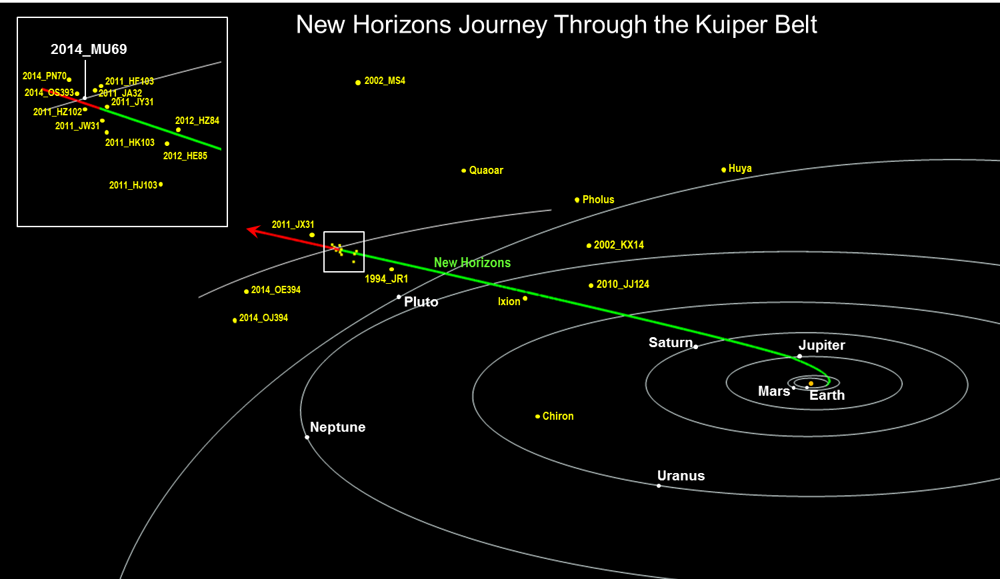 New Horizons Journey Through the Kuiper Belt
2014_MU69
2014_PN70
2011_HF103
2014_OS393
2011_JA32
2011_JY31
2011_HZ102
2011_JW31
2012_HZ84
2011_HK103
2012_HE85
2011_HJ103
2002_MS4
Quaoar
Huya
Pholus
2011_JX31
2002_KX14
New Horizons
1994_JR1
2010_JJ124
2014_OE394
Pluto
Ixion
2014_OJ394
Saturn
Jupiter
Mars
Earth
Chiron
Neptune
Uranus